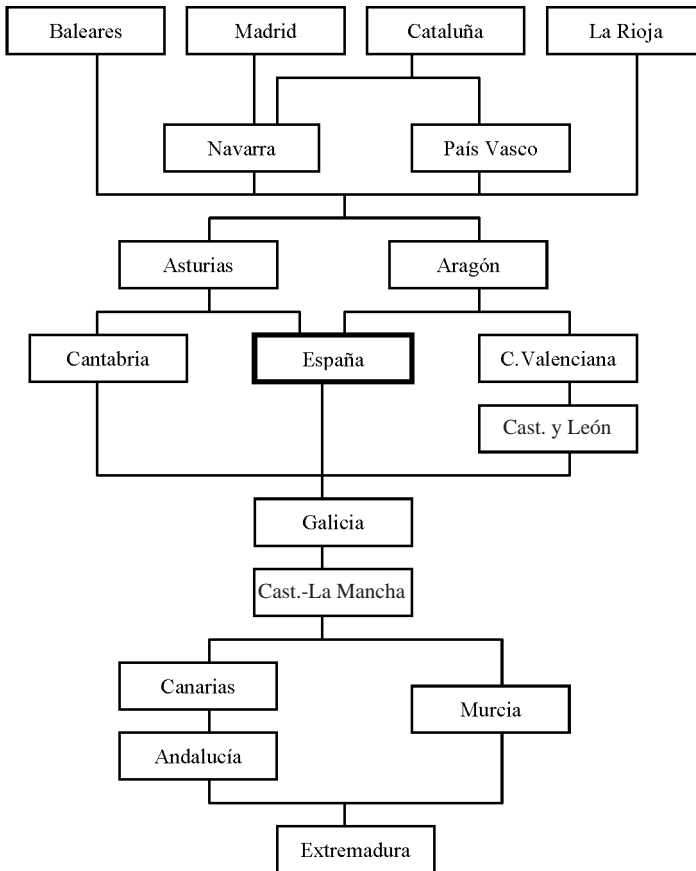 Baleares
Madrid
Cataluña
La Rioja
Navarra
País Vasco
Asturias
Aragón
Cantabria
España
C.Valenciana
Cast. y León
Galicia
Cast.-La Mancha
Canarias
Murcia
Andalucía
Extremadura